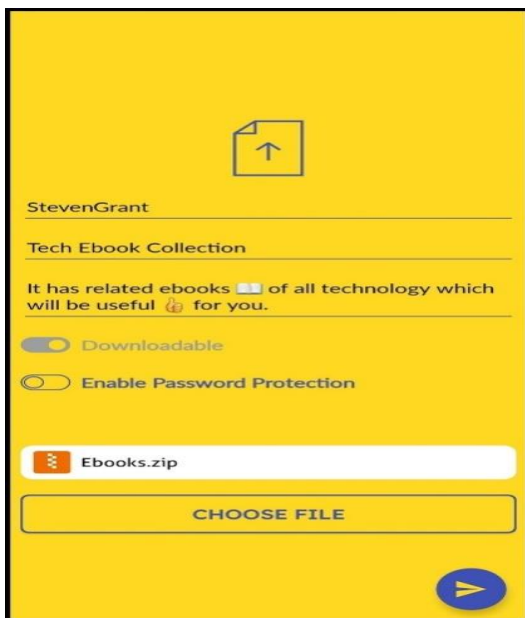 StevenGrant
Tech Ebook Collection
It has related ebooks 📖 of all technology which
will be useful 👍 for you.
Downloadable
Enable Password Protection
Ebooks.zip
CHOOSE FILE